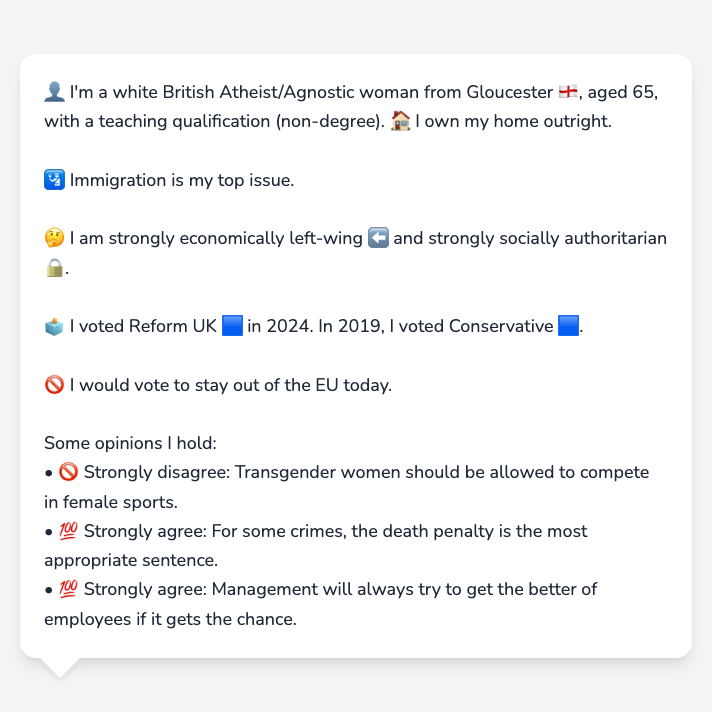 👤 I'm a white British Atheist/Agnostic woman from Gloucester 🏴󠁧󠁢󠁥󠁮󠁧󠁿, aged 65,
with a teaching qualification (non-degree). 🏠 I own my home outright.
🛂 Immigration is my top issue.
🤔 I am strongly economically left-wing ⬅️ and strongly socially authoritarian
🔒.
🗳️ I voted Reform UK 🟦 in 2024. In 2019, I voted Conservative 🟦.
🚫 I would vote to stay out of the EU today.
Some opinions I hold:
• 🚫 Strongly disagree: Transgender women should be allowed to compete
in female sports.
• 💯 Strongly agree: For some crimes, the death penalty is the most
appropriate sentence.
• 💯 Strongly agree: Management will always try to get the better of
employees if it gets the chance.